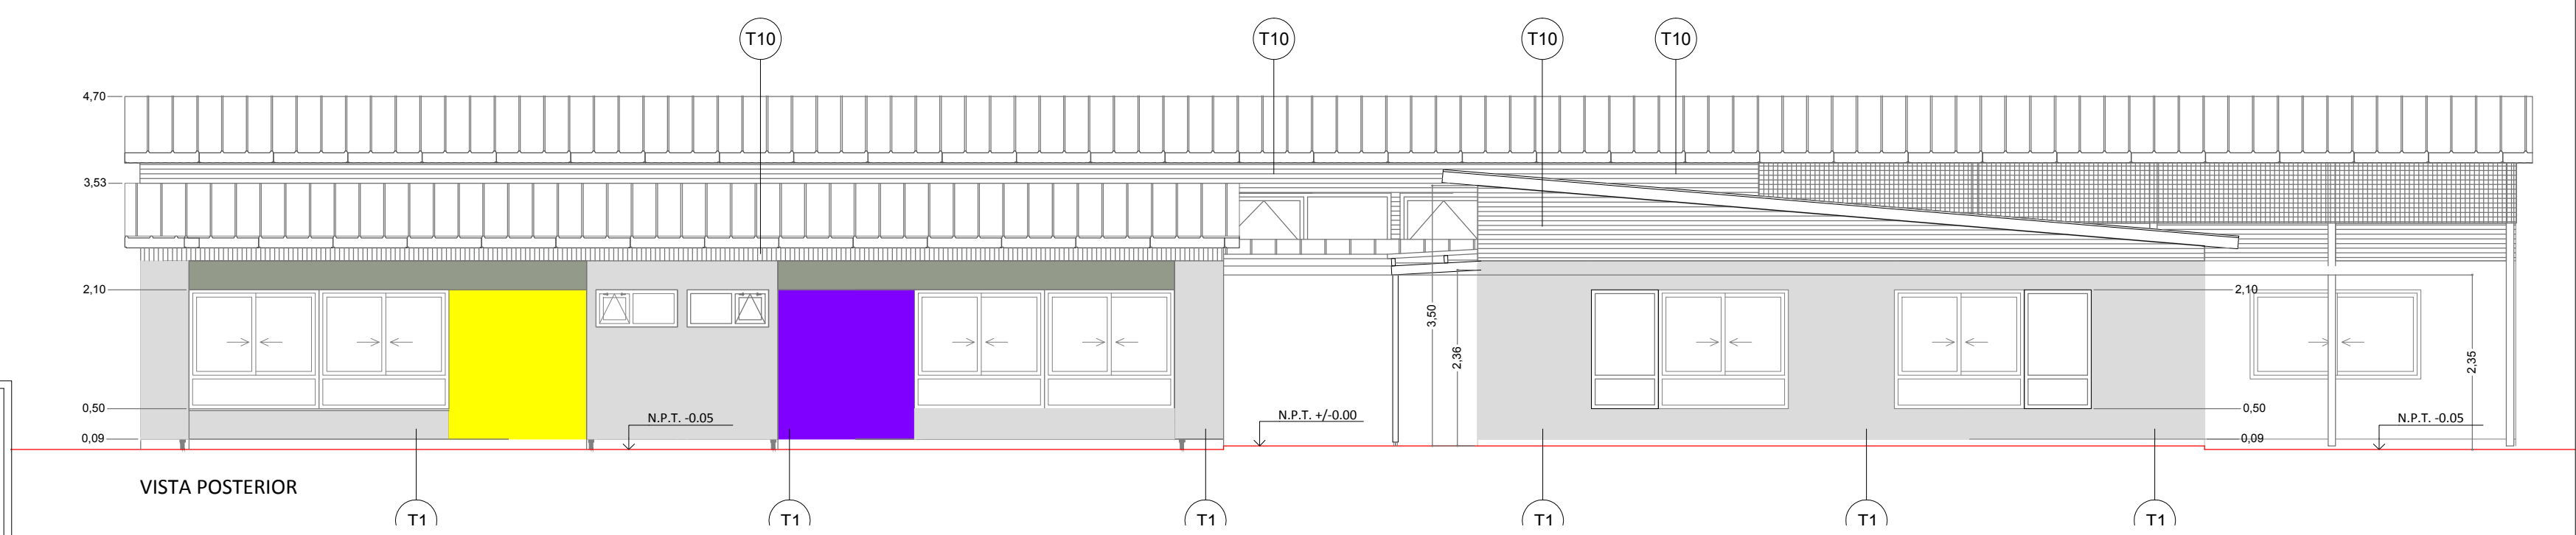 T10
T10
T10
T10
4,70
3,53
2,10
0,50
0,09
N.P.T. -0.05
N.P.T. +/-0.00
3,50
2,36
2,10
0,50
0,09
2,35
N.P.T. -0.05
VISTA POSTERIOR
T1
T1
T1
T1
T1
T1